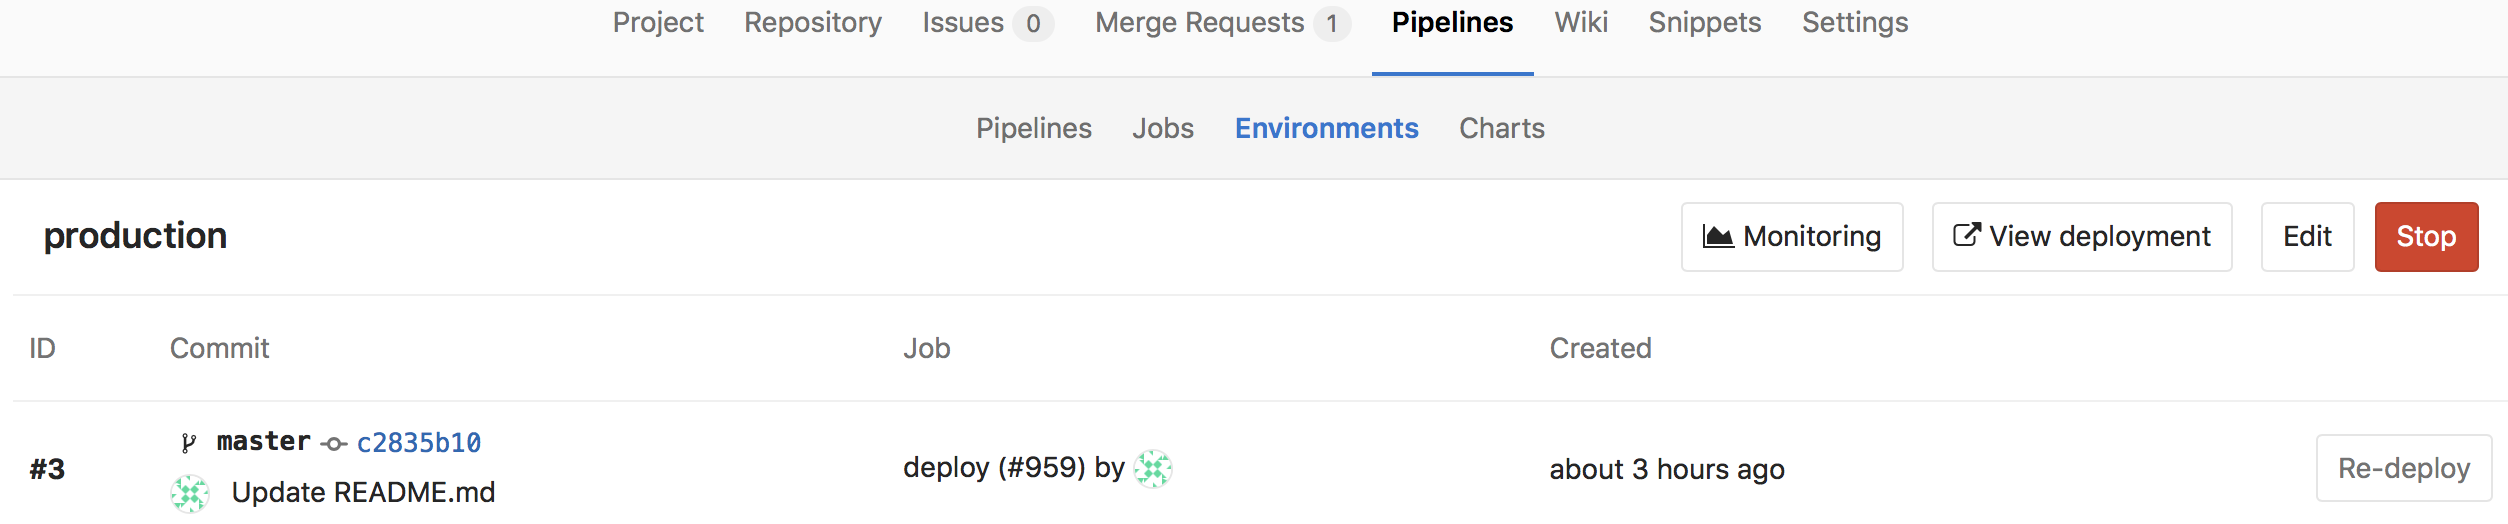 Project Repository Issues 0 Merge Requests 1 Pipelines Wiki Snippets Settings
Pipelines Jobs Environments Charts
production Monitoring View deployment Edit Stop
ID Commit Job Created
master c2835b10
#3 deploy (#959) by about 3 hours ago Re-deploy
Update README.md